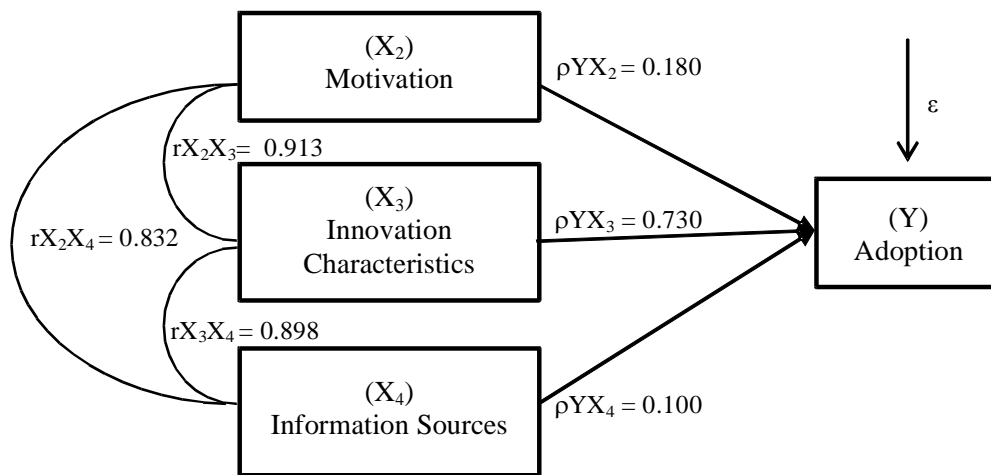 (X₂)
Motivation
ρYX₂ = 0.180
ε
rX₂X₃= 0.913
(X₃)
Innovation
Characteristics
ρYX₃ = 0.730
(Y)
Adoption
rX₂X₄ = 0.832
rX₃X₄ = 0.898
(X₄)
Information Sources
ρYX₄ = 0.100